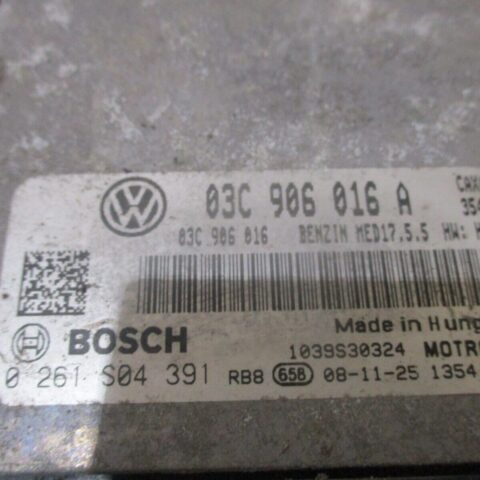 03C 906 016 A
03C 906 016 BENZIN MED17.5.5 HW:
BOSCH
Made in Hung
1039S30324 MOTR
0 261 S04 391 RB8 658 08-11-25 1354